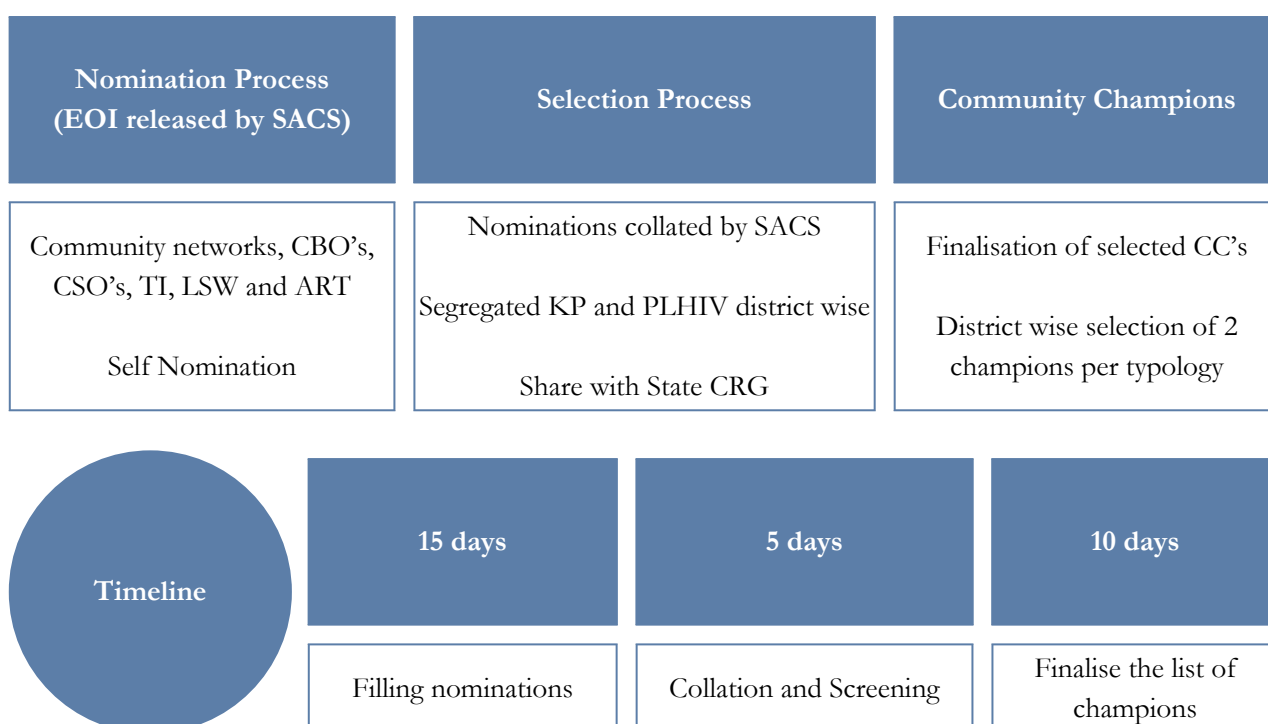 Nomination Process
(EOI released by SACS)
Selection Process
Community Champions
Community networks, CBO’s,
CSO’s, TI, LSW and ART
Self Nomination
Nominations collated by SACS
Segregated KP and PLHIV district wise
Share with State CRG
Finalisation of selected CC’s
District wise selection of 2
champions per typology
Timeline
15 days
5 days
10 days
Filling nominations
Collation and Screening
Finalise the list of
champions